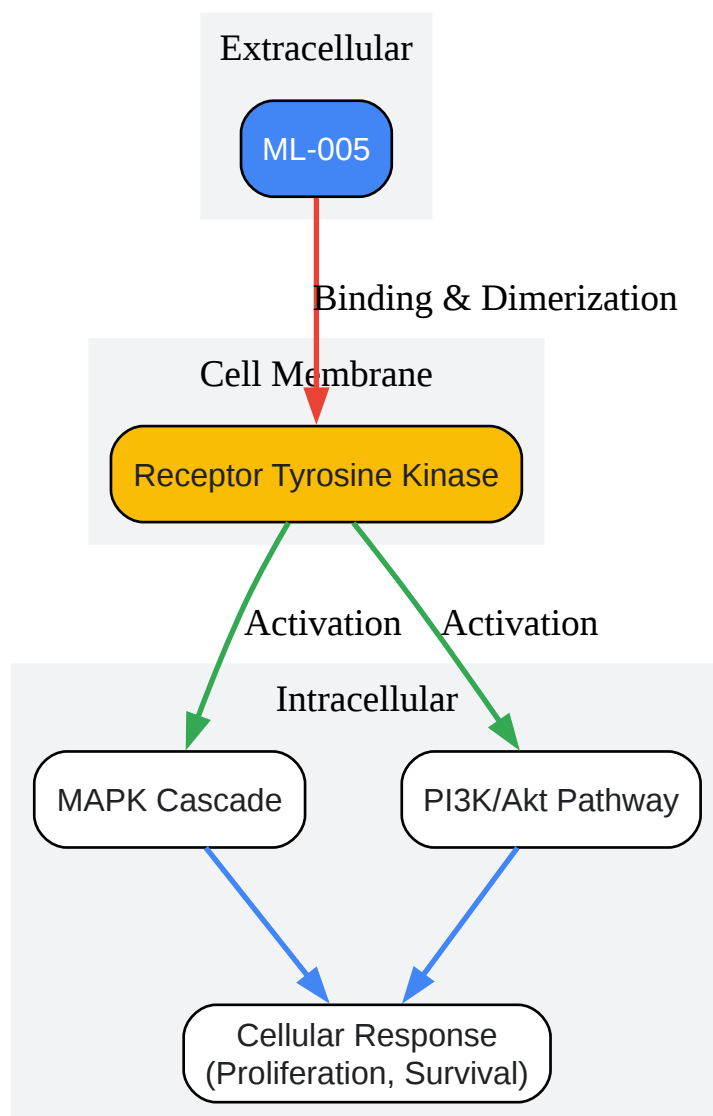 Extracellular
ML-005
Binding & Dimerization
Cell Membrane
Receptor Tyrosine Kinase
Activation
Activation
Intracellular
MAPK Cascade
PI3K/Akt Pathway
Cellular Response
(Proliferation, Survival)